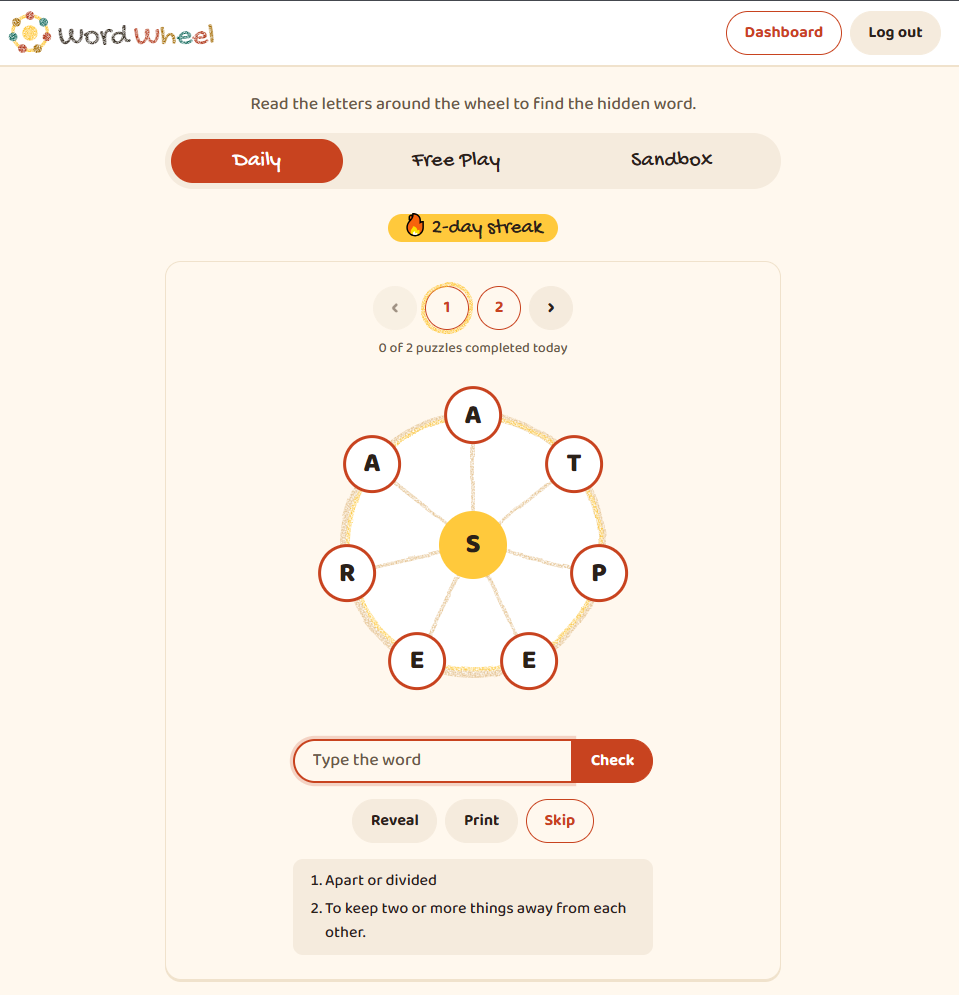 Word Wheel
Dashboard
Log out
Read the letters around the wheel to find the hidden word.
Daily
Free Play
Sandbox
2-day streak
‹
1
2
›
0 of 2 puzzles completed today
A
A
T
S
R
P
E
E
Type the word
Check
Reveal
Print
Skip
1. Apart or divided
2. To keep two or more things away from each
other.